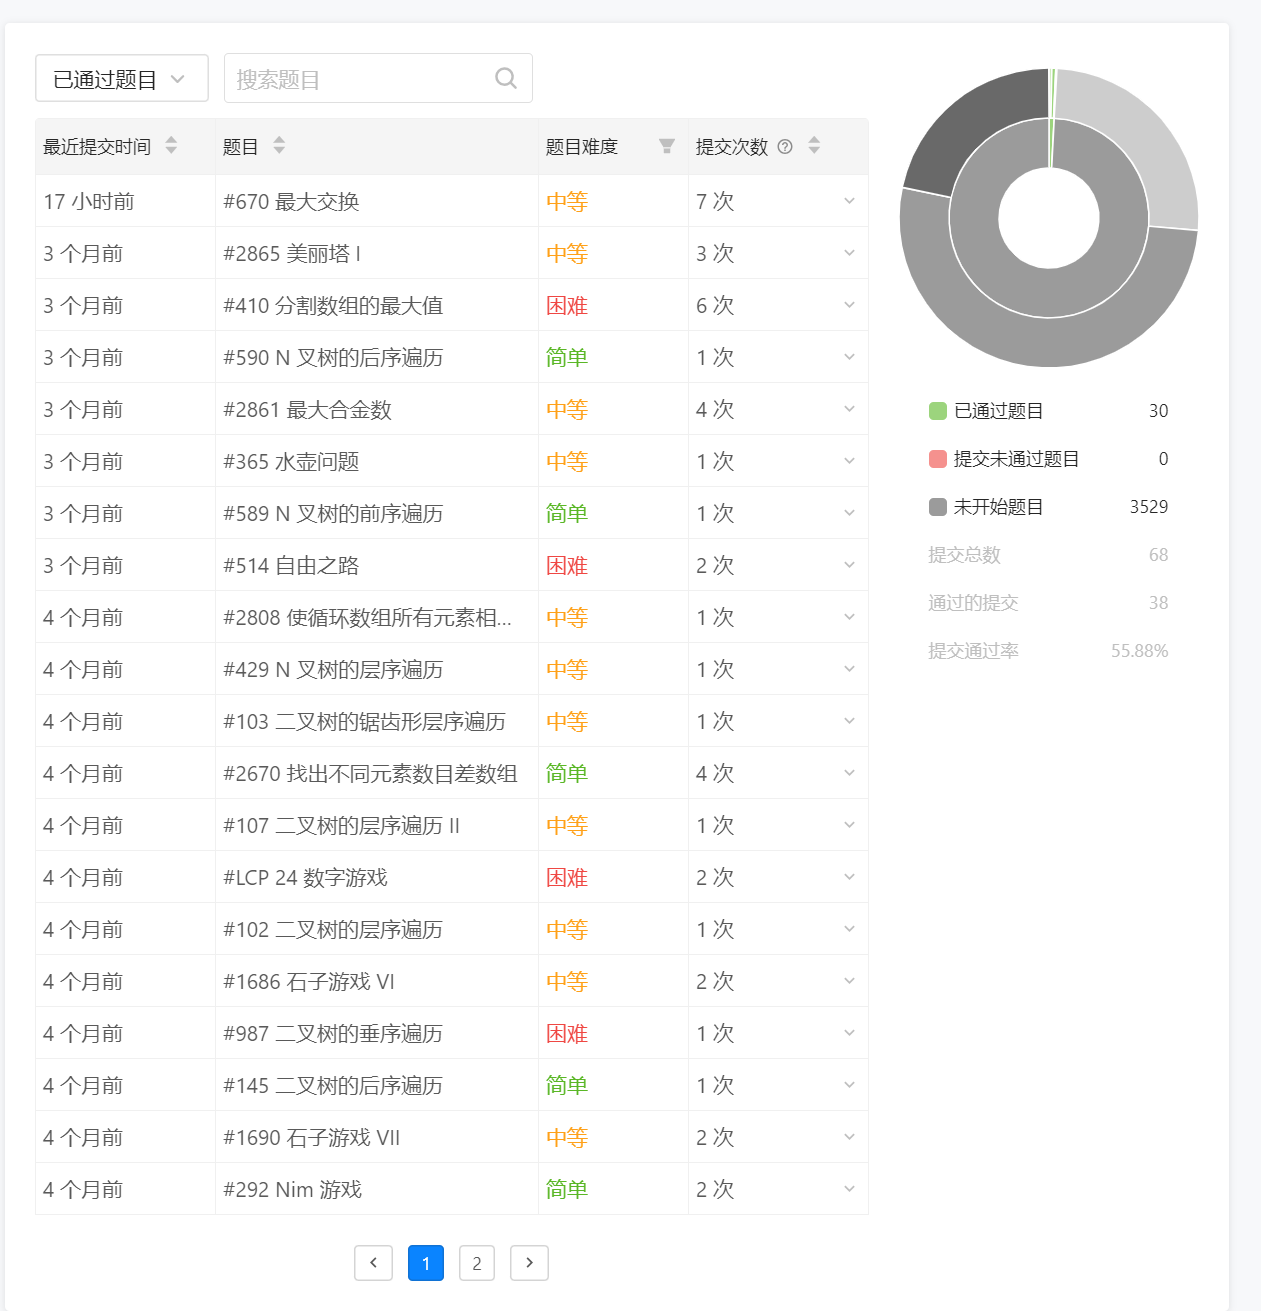 已通过题目 搜索题目
最近提交时间 题目 题目难度 提交次数
17 小时前 #670 最大交换 中等 7 次
3 个月前 #2865 美丽塔 I 中等 3 次
3 个月前 #410 分割数组的最大值 困难 6 次
3 个月前 #590 N 叉树的后序遍历 简单 1 次
3 个月前 #2861 最大合金数 中等 4 次
3 个月前 #365 水壶问题 中等 1 次
3 个月前 #589 N 叉树的前序遍历 简单 1 次
3 个月前 #514 自由之路 困难 2 次
4 个月前 #2808 使循环数组所有元素相... 中等 1 次
4 个月前 #429 N 叉树的层序遍历 中等 1 次
4 个月前 #103 二叉树的锯齿形层序遍历 中等 1 次
4 个月前 #2670 找出不同元素数目差数组 简单 4 次
4 个月前 #107 二叉树的层序遍历 II 中等 1 次
4 个月前 #LCP 24 数字游戏 困难 2 次
4 个月前 #102 二叉树的层序遍历 中等 1 次
4 个月前 #1686 石子游戏 VI 中等 2 次
4 个月前 #987 二叉树的垂序遍历 困难 1 次
4 个月前 #145 二叉树的后序遍历 简单 1 次
4 个月前 #1690 石子游戏 VII 中等 2 次
4 个月前 #292 Nim 游戏 简单 2 次
1 2
已通过题目 30
提交未通过题目 0
未开始题目 3529
提交总数 68
通过的提交 38
提交通过率 55.88%